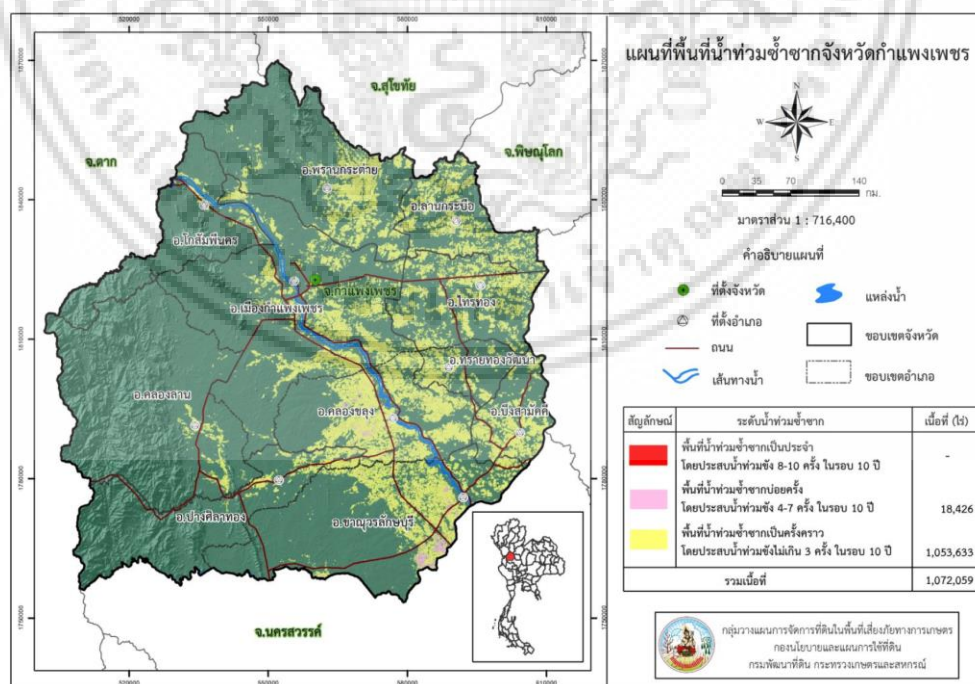 แผนที่พื้นที่น้ำท่วมซ้ำซากจังหวัดกำแพงเพชร
N
W
E
S
0 35 70 140
กม.
มาตราส่วน 1 : 716,400
คำอธิบายแผนที่
ที่ตั้งจังหวัด
แหล่งน้ำ
ที่ตั้งอำเภอ
ขอบเขตจังหวัด
ถนน
เส้นทางน้ำ
ขอบเขตอำเภอ
สัญลักษณ์ ระดับน้ำท่วมซ้ำซาก เนื้อที่ (ไร่)
พื้นที่น้ำท่วมซ้ำซากเป็นประจำ
โดยประสบน้ำท่วมขัง 8-10 ครั้ง ในรอบ 10 ปี -
พื้นที่น้ำท่วมซ้ำซากบ่อยครั้ง
โดยประสบน้ำท่วมขัง 4-7 ครั้ง ในรอบ 10 ปี 18,426
พื้นที่น้ำท่วมซ้ำซากเป็นครั้งคราว
โดยประสบน้ำท่วมขังไม่เกิน 3 ครั้ง ในรอบ 10 ปี 1,053,633
รวมเนื้อที่ 1,072,059
กลุ่มวางแผนการจัดการที่ดินในพื้นที่เสี่ยงภัยทางการเกษตร
กองนโยบายและแผนการใช้ที่ดิน
กรมพัฒนาที่ดิน กระทรวงเกษตรและสหกรณ์
จ.สุโขทัย
จ.ตาก
จ.พิษณุโลก
อ.พรานกระต่าย
อ.ลานกระบือ
อ.โกสัมพีนคร
จ.กำแพงเพชร
อ.เมืองกำแพงเพชร
อ.ไทรงาม
อ.ทรายทองวัฒนา
อ.คลองลาน
อ.คลองขลุง
อ.บึงสามัคคี
อ.ปางศิลาทอง
อ.ขาณุวรลักษบุรี
จ.นครสวรรค์